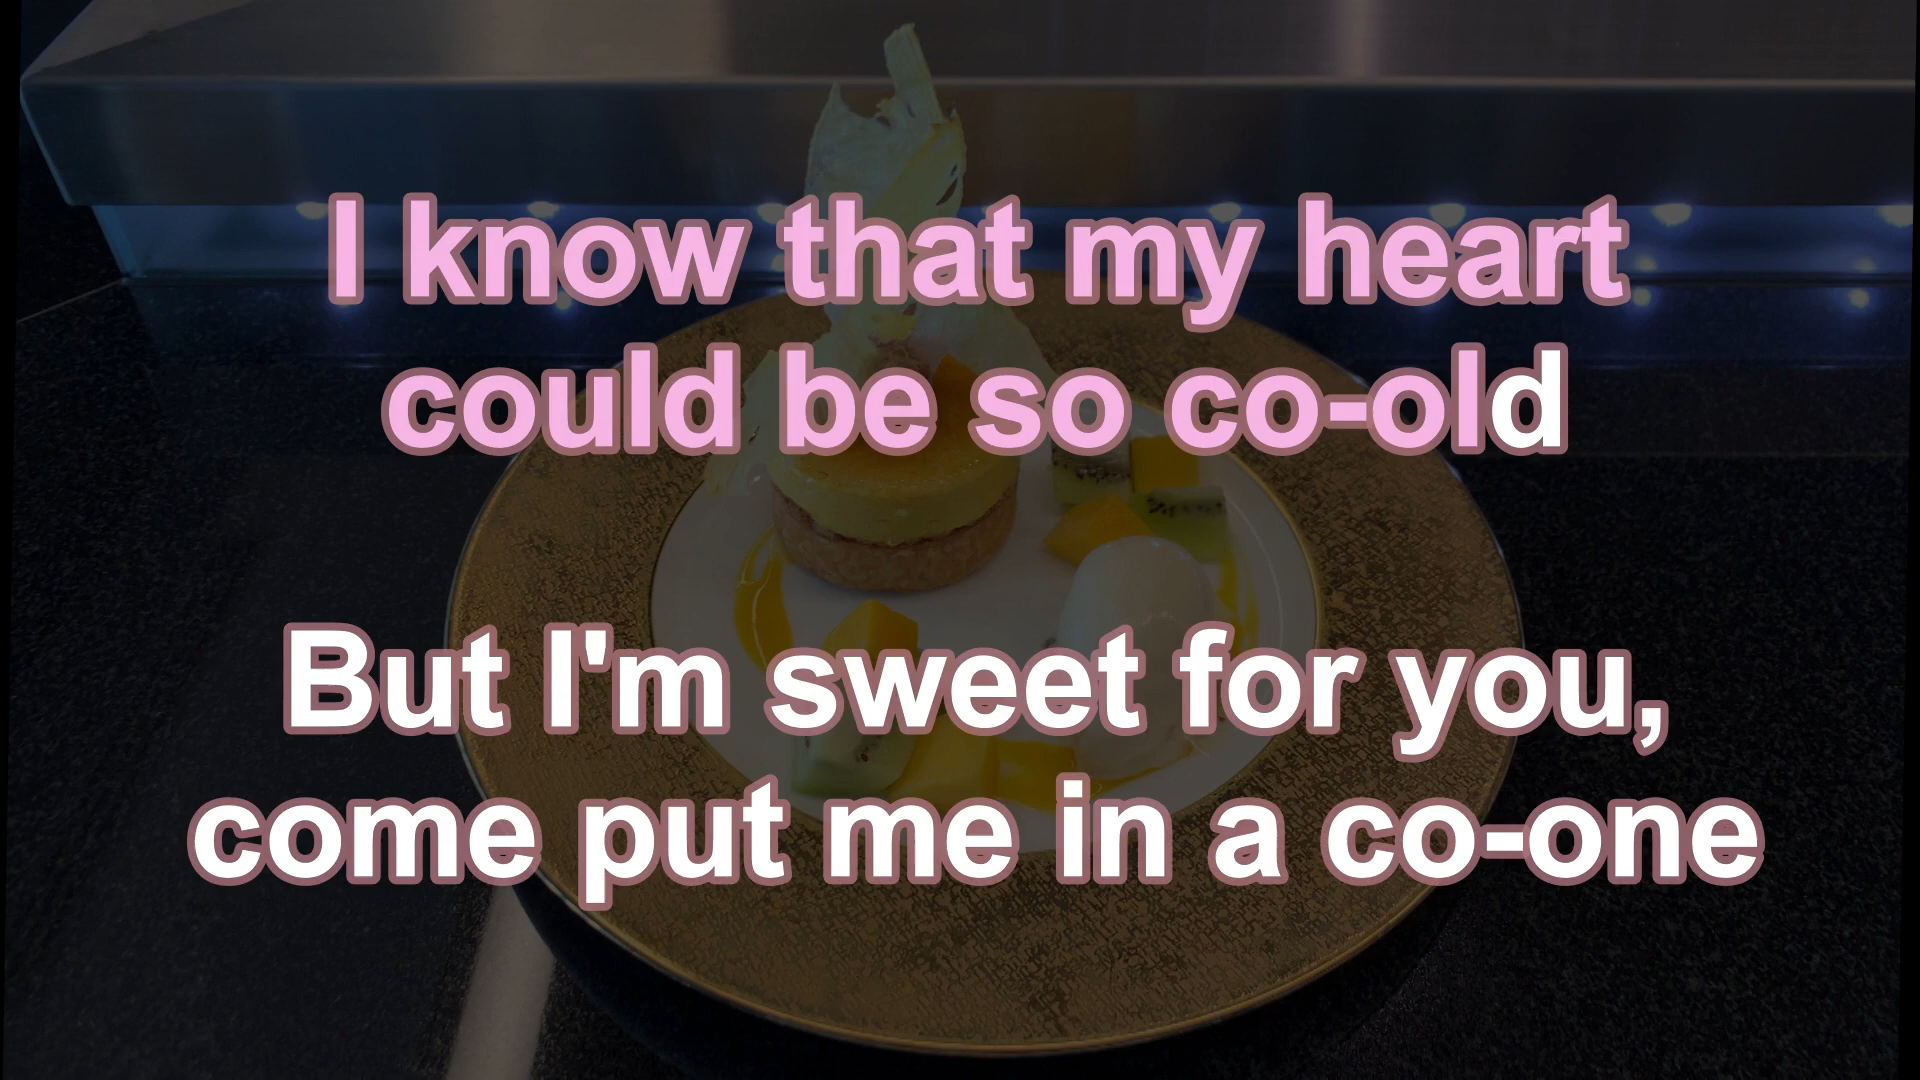 I know that my heart
could be so co-old
But I'm sweet for you,
come put me in a co-one